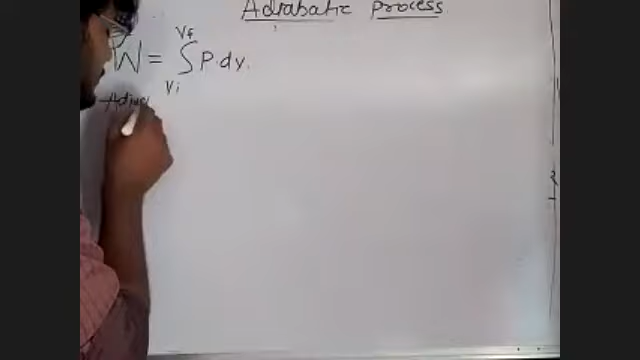 Adiabatic process
W = ∫ P. dv.
Vf
Vi